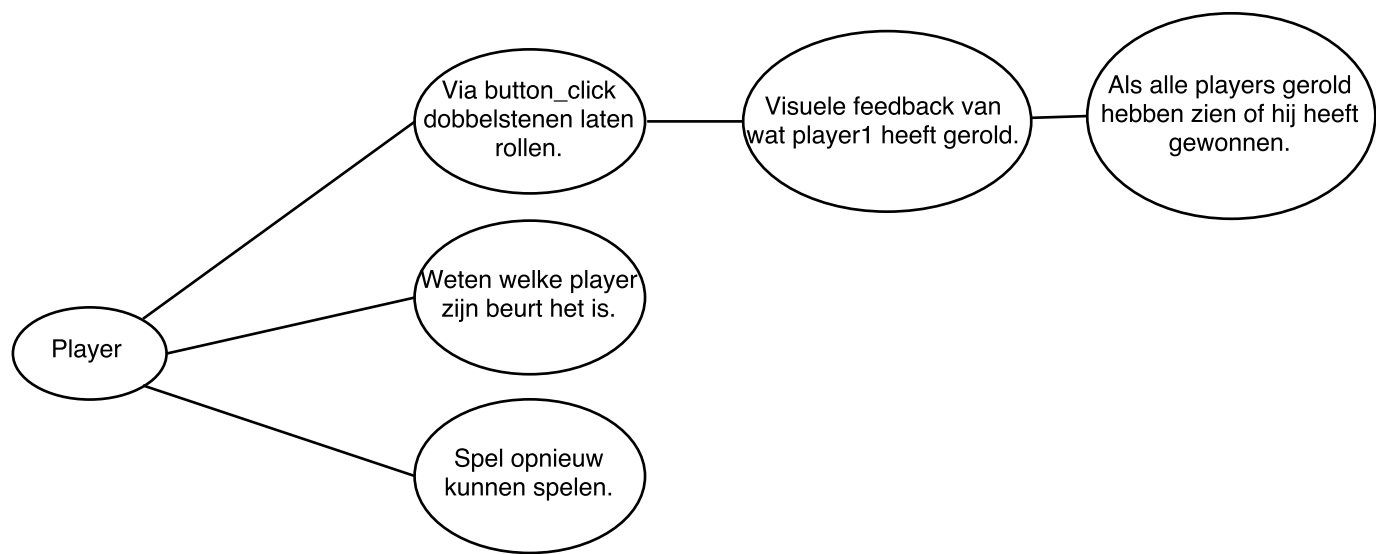 Via button_click
dobbelstenen laten
rollen.
Visuele feedback van
wat player1 heeft gerold.
Als alle players gerold
hebben zien of hij heeft
gewonnen.
Weten welke player
zijn beurt het is.
Player
Spel opnieuw
kunnen spelen.